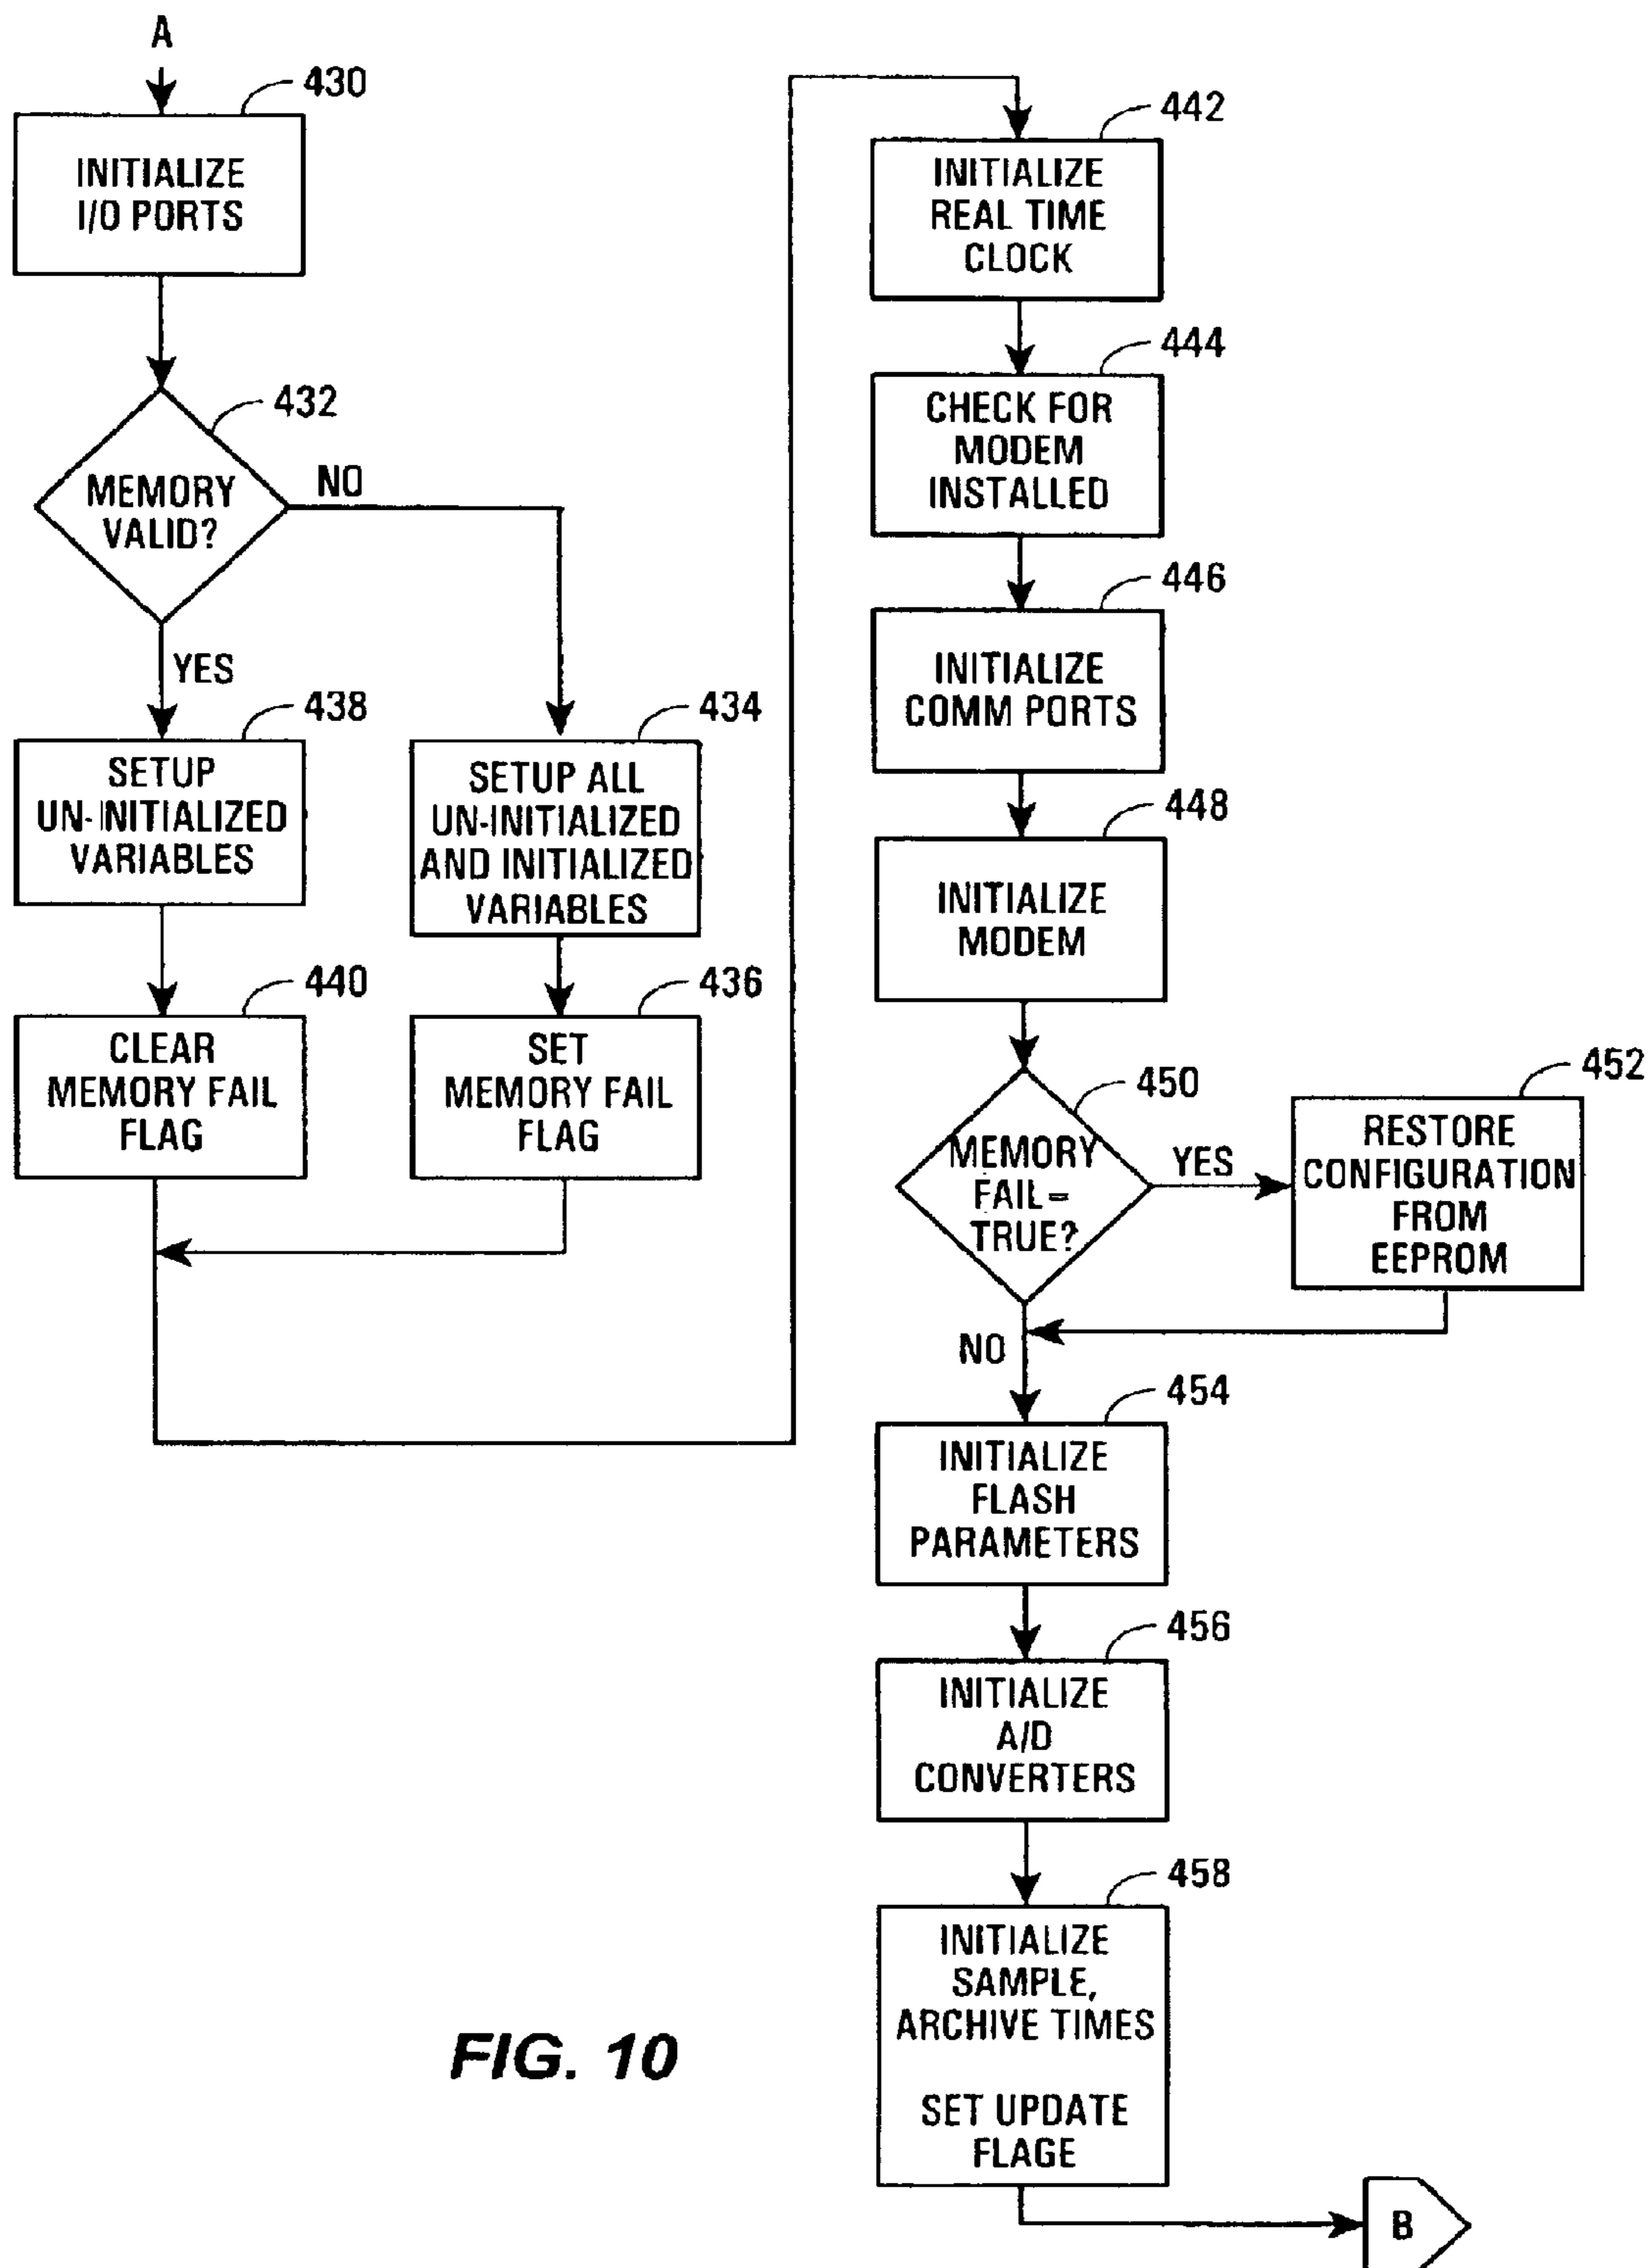 A
430
INITIALIZE
I/O PORTS
432
MEMORY
VALID?
NO
YES
438
SETUP
UN-INITIALIZED
VARIABLES
434
SETUP ALL
UN-INITIALIZED
AND INITIALIZED
VARIABLES
440
CLEAR
MEMORY FAIL
FLAG
436
SET
MEMORY FAIL
FLAG
442
INITIALIZE
REAL TIME
CLOCK
444
CHECK FOR
MODEM
INSTALLED
446
INITIALIZE
COMM PORTS
448
INITIALIZE
MODEM
450
MEMORY
FAIL=
TRUE?
YES
452
RESTORE
CONFIGURATION
FROM
EEPROM
NO
454
INITIALIZE
FLASH
PARAMETERS
456
INITIALIZE
A/D
CONVERTERS
458
INITIALIZE
SAMPLE,
ARCHIVE TIMES
SET UPDATE
FLAGE
B
FIG. 10